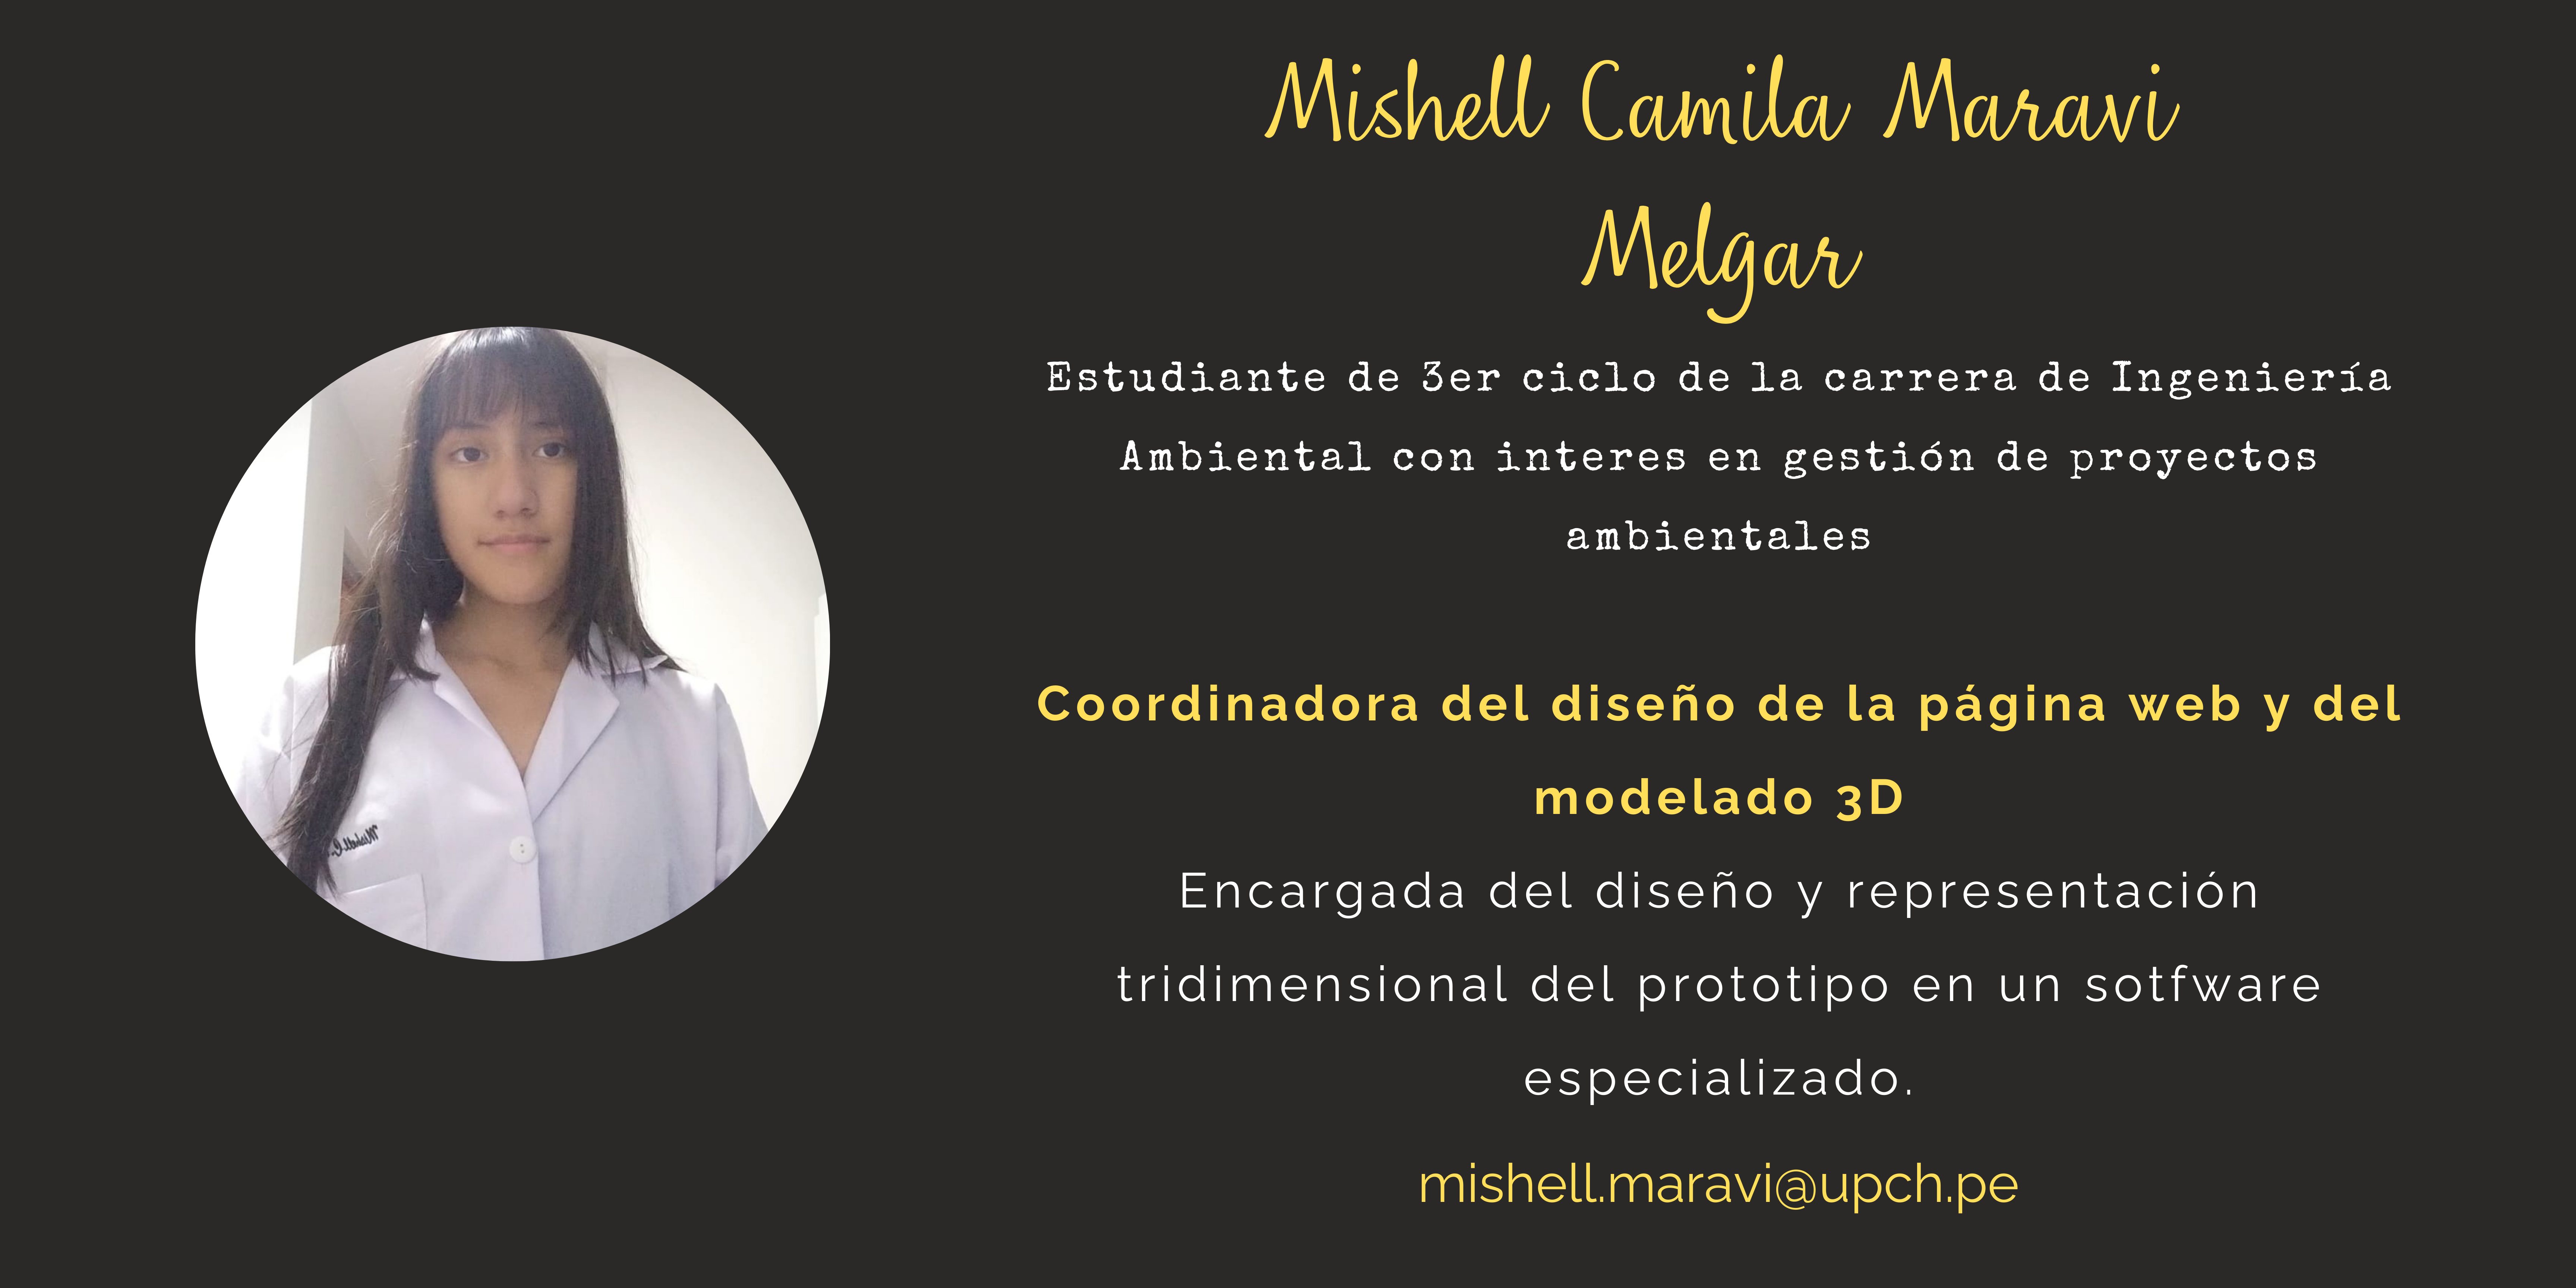 Mishell Camila Maravi
Melgar
Estudiante de 3er ciclo de la carrera de Ingeniería
Ambiental con interes en gestión de proyectos
ambientales
Coordinadora del diseño de la página web y del
modelado 3D
Encargada del diseño y representación
tridimensional del prototipo en un sotfware
especializado.
mishell.maravi@upch.pe
Mishell C.